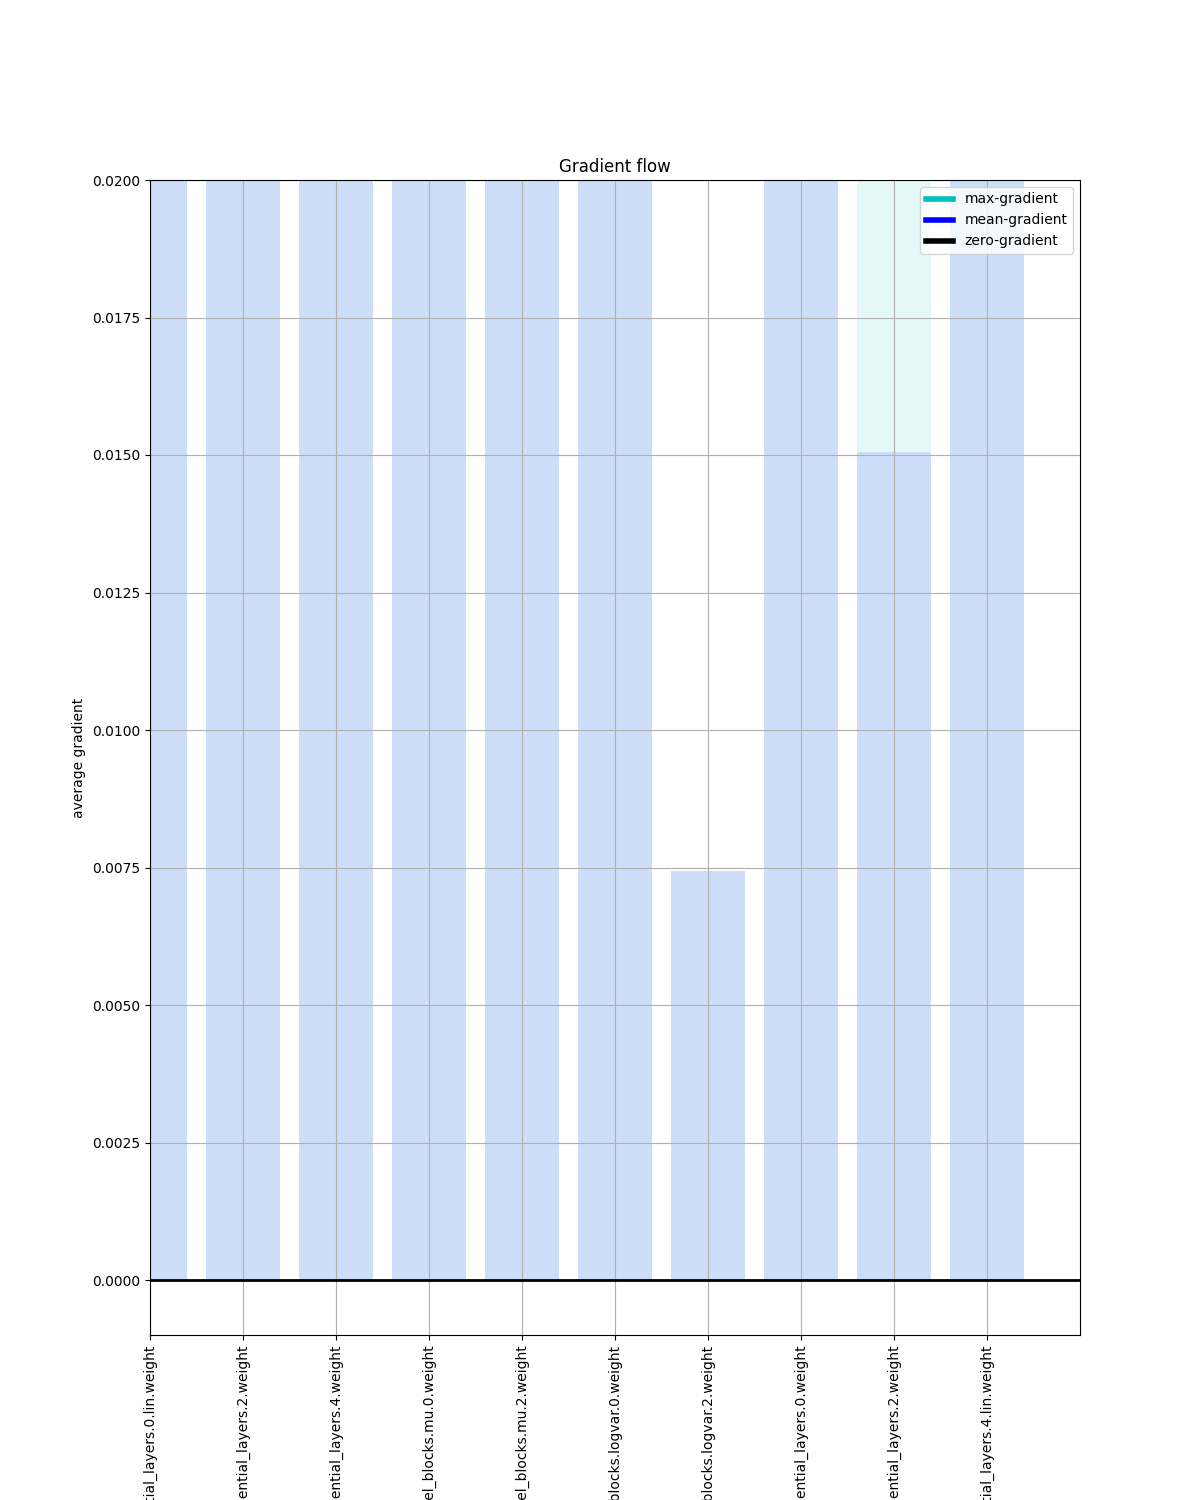 Gradient flow
max-gradient
mean-gradient
zero-gradient
0.0200
0.0175
0.0150
0.0125
0.0100
0.0075
0.0050
0.0025
0.0000
average gradient
tial_layers.0.lin.weight
ential_layers.2.weight
ential_layers.4.weight
el_blocks.mu.0.weight
el_blocks.mu.2.weight
blocks.logvar.0.weight
blocks.logvar.2.weight
ential_layers.0.weight
ential_layers.2.weight
tial_layers.4.lin.weight